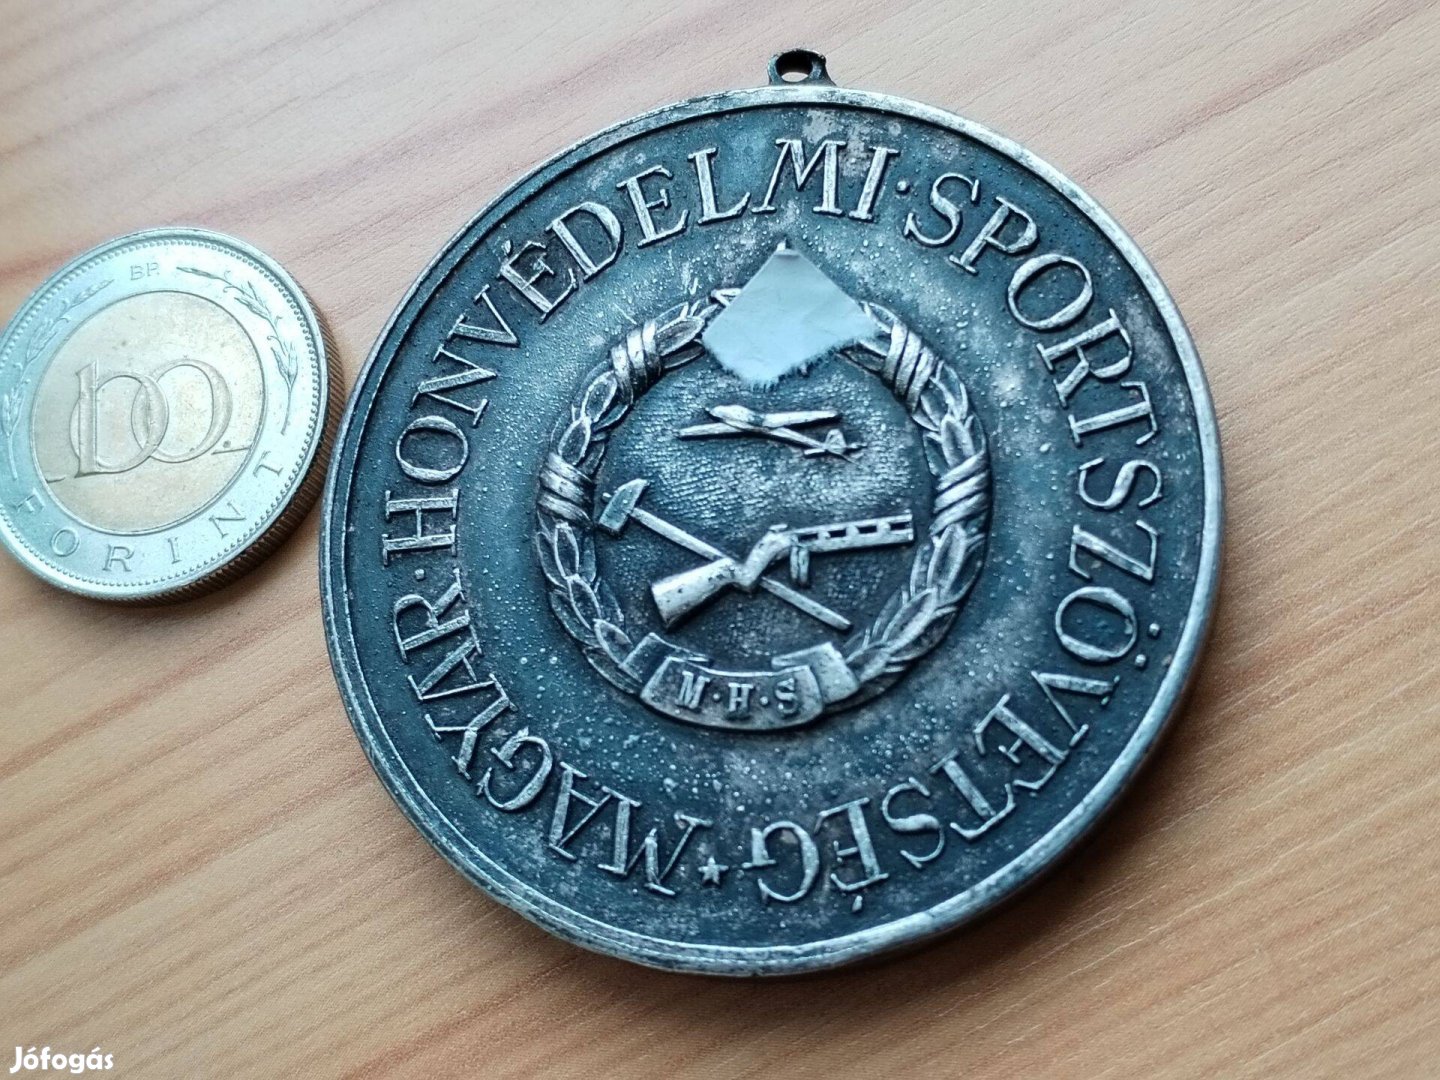 MAGYAR·HONVÉDELMI·SPORTSZÖVETSÉG·
M·H·S
BP.
100
FORINT
Jófogás